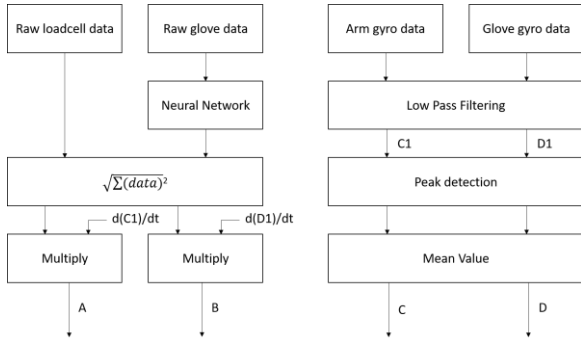 Raw loadcell data
Raw glove data
Arm gyro data
Glove gyro data
Neural Network
Low Pass Filtering
C1
D1
√∑(data)²
Peak detection
d(C1)/dt
d(D1)/dt
Multiply
Multiply
Mean Value
A
B
C
D